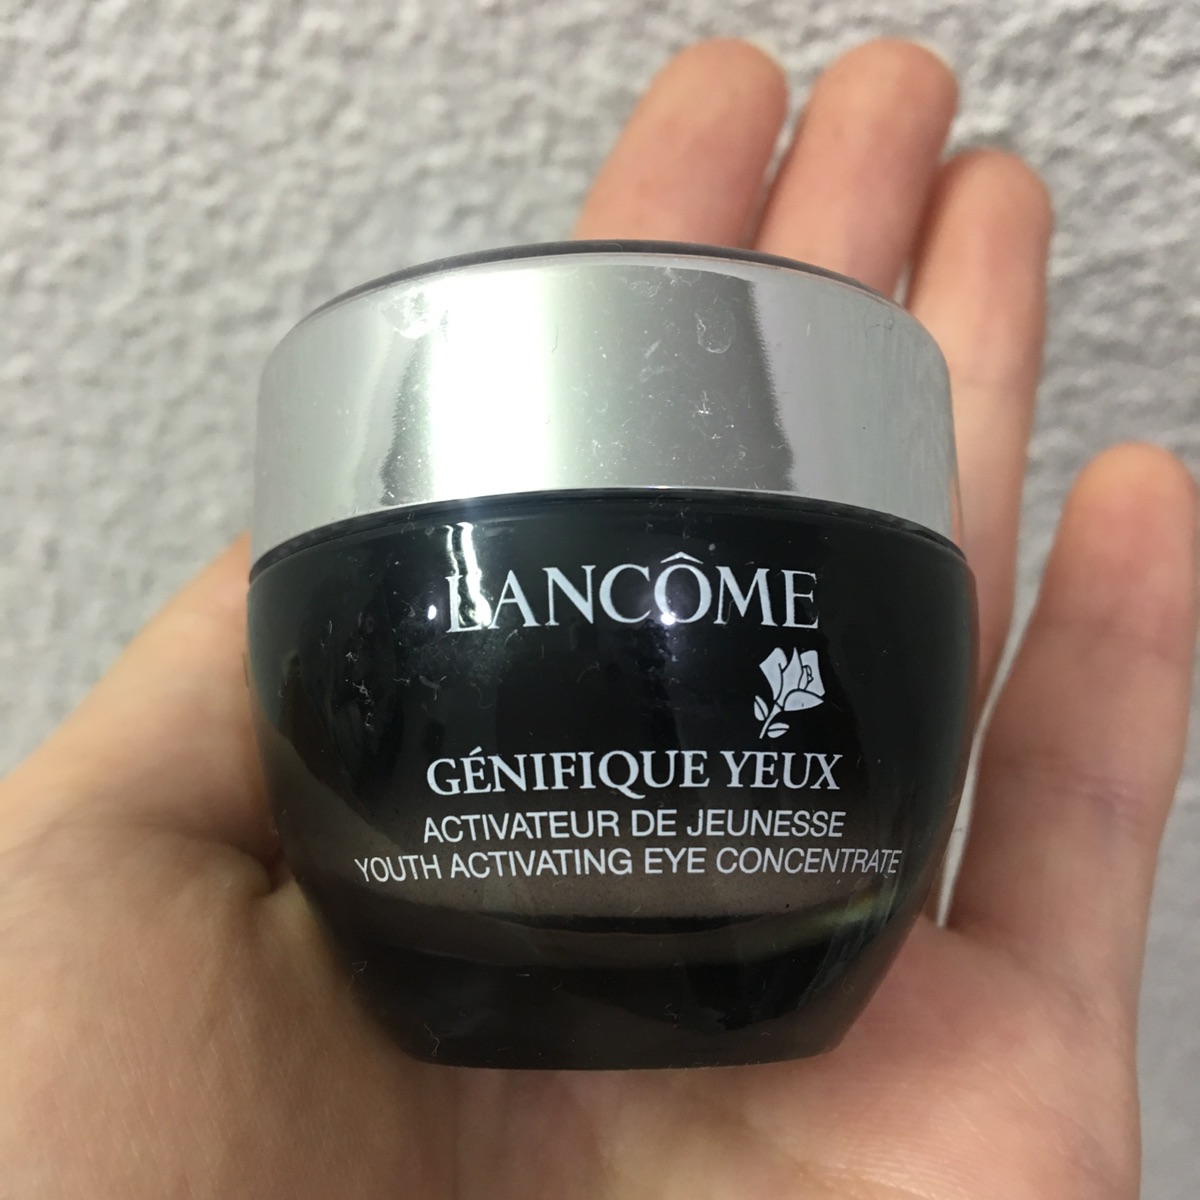 LANCÔME
GÉNIFIQUE YEUX
ACTIVATEUR DE JEUNESSE
YOUTH ACTIVATING EYE CONCENTRATE